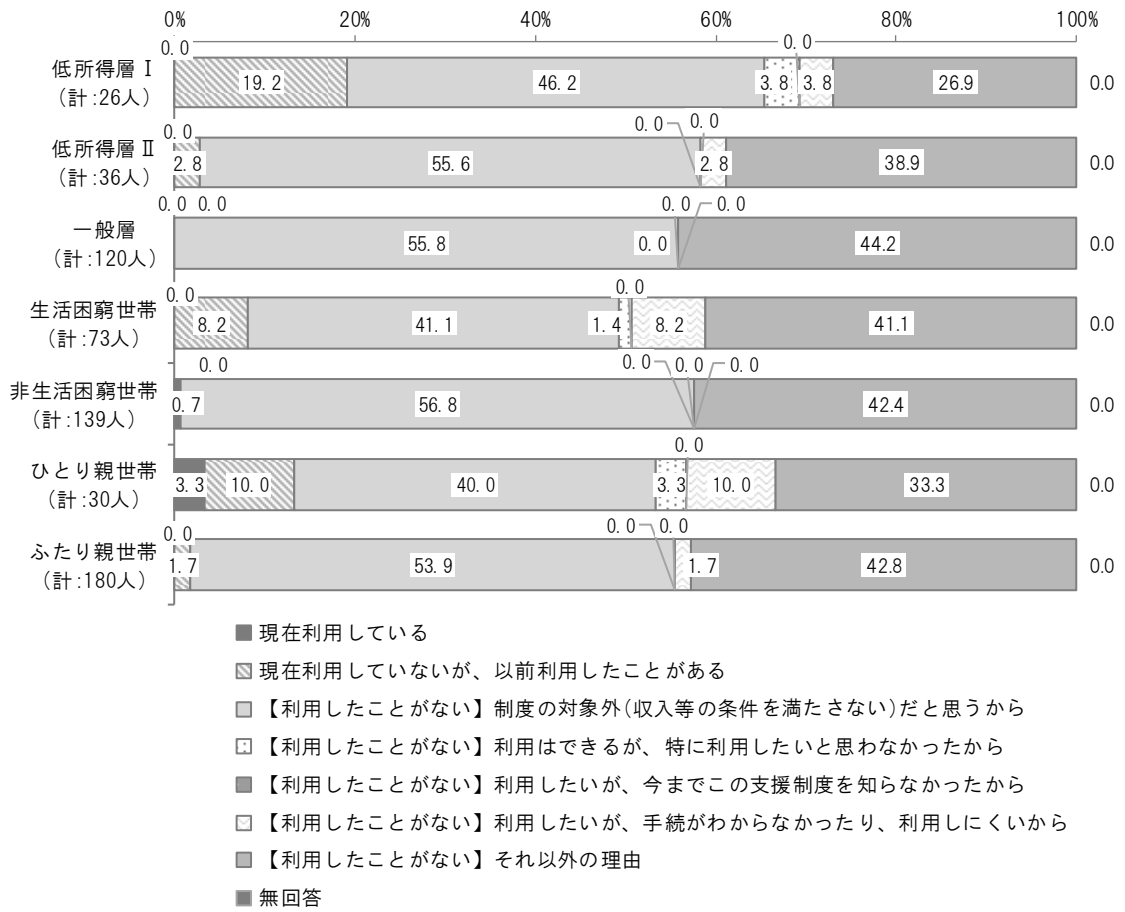 0% 20% 40% 60% 80% 100%
0.0 0.0
低所得層Ⅰ
(計:26人)
19.2 46.2 3.8 3.8 26.9 0.0
0.0 0.0 0.0
低所得層Ⅱ
(計:36人)
2.8 55.6 2.8 38.9 0.0
0.0 0.0 0.0 0.0
一般層
(計:120人)
55.8 0.0 44.2 0.0
0.0 0.0
生活困窮世帯
(計:73人)
8.2 41.1 1.4 8.2 41.1 0.0
0.0 0.0 0.0 0.0
非生活困窮世帯
(計:139人)
0.7 56.8 42.4 0.0
0.0
ひとり親世帯
(計:30人)
3.3 10.0 40.0 3.3 10.0 33.3 0.0
0.0 0.0 0.0
ふたり親世帯
(計:180人)
1.7 53.9 1.7 42.8 0.0
現在利用している
現在利用していないが、以前利用したことがある
【利用したことがない】制度の対象外(収入等の条件を満たさない)だと思うから
【利用したことがない】利用はできるが、特に利用したいと思わなかったから
【利用したことがない】利用したいが、今までこの支援制度を知らなかったから
【利用したことがない】利用したいが、手続がわからなかったり、利用しにくいから
【利用したことがない】それ以外の理由
無回答